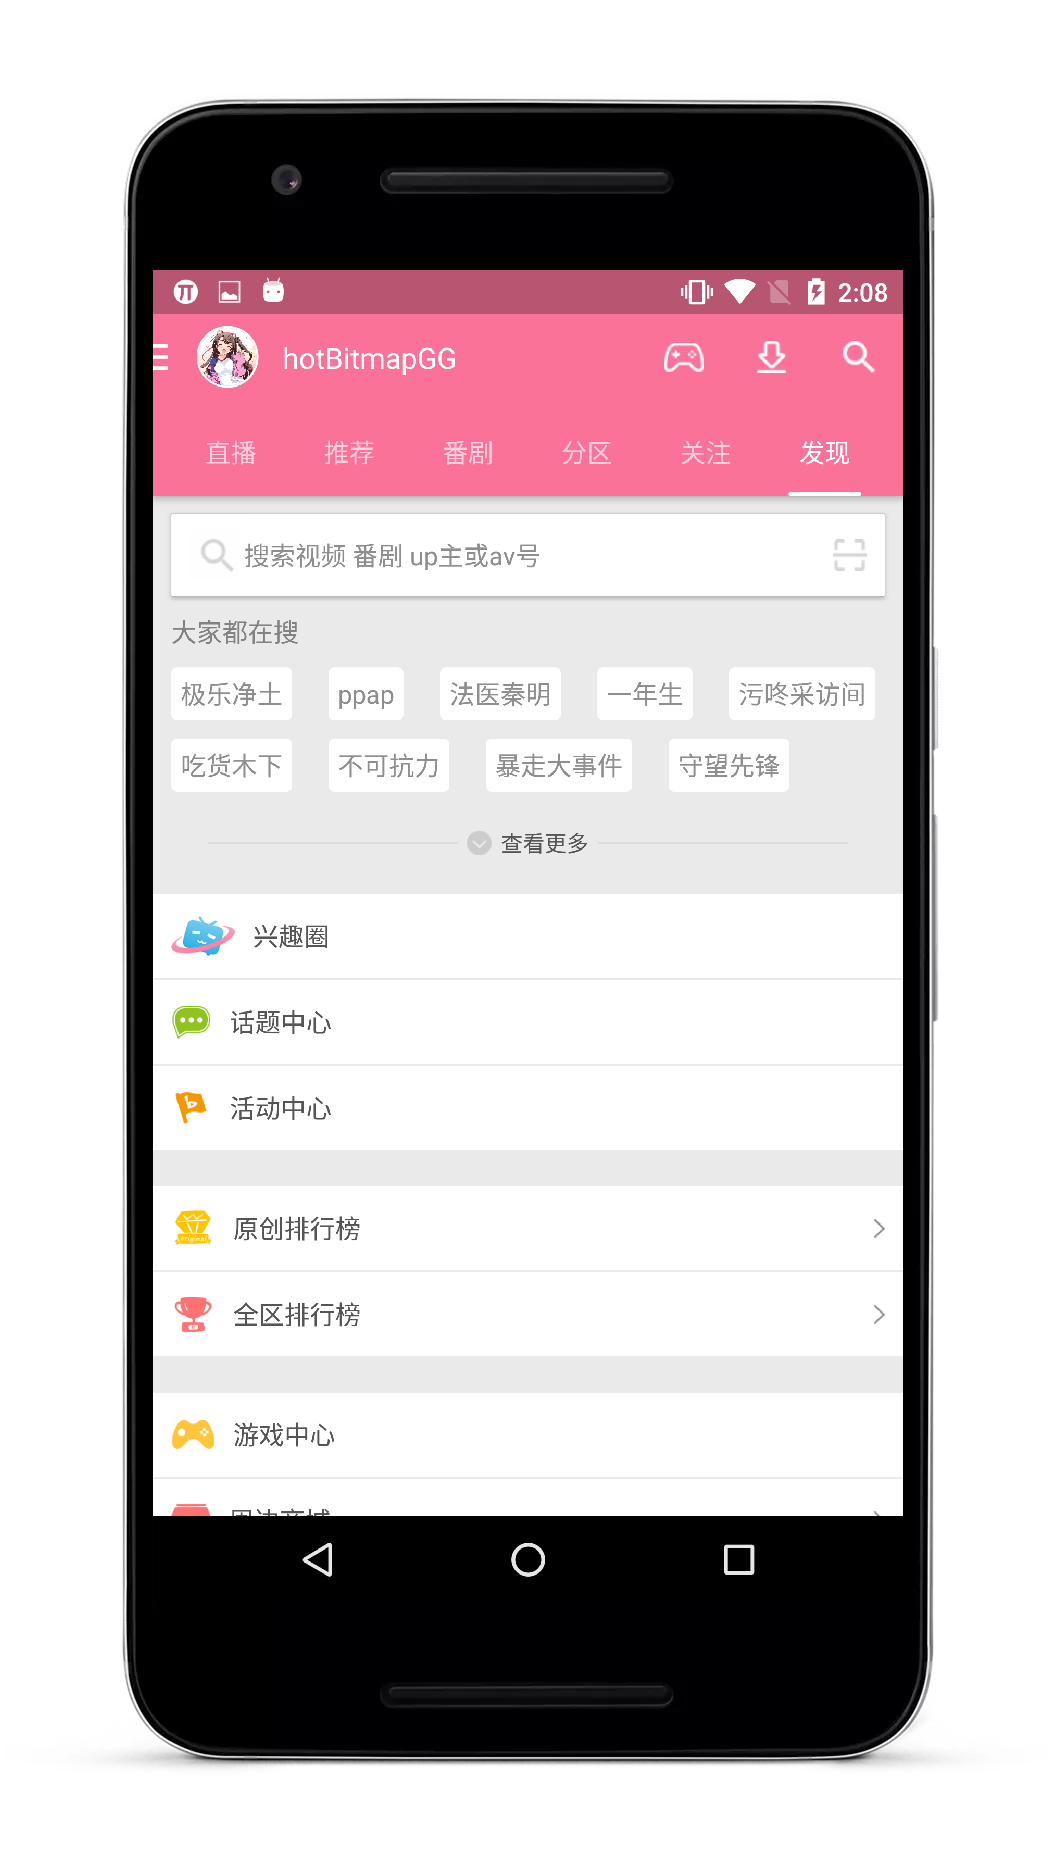 2:08
hotBitmapGG
直播 推荐 番剧 分区 关注 发现
搜索视频 番剧 up主或av号
大家都在搜
极乐净土 ppap 法医秦明 一年生 污咚采访间
吃货木下 不可抗力 暴走大事件 守望先锋
查看更多
兴趣圈
话题中心
活动中心
原创排行榜
全区排行榜
游戏中心
周边商城